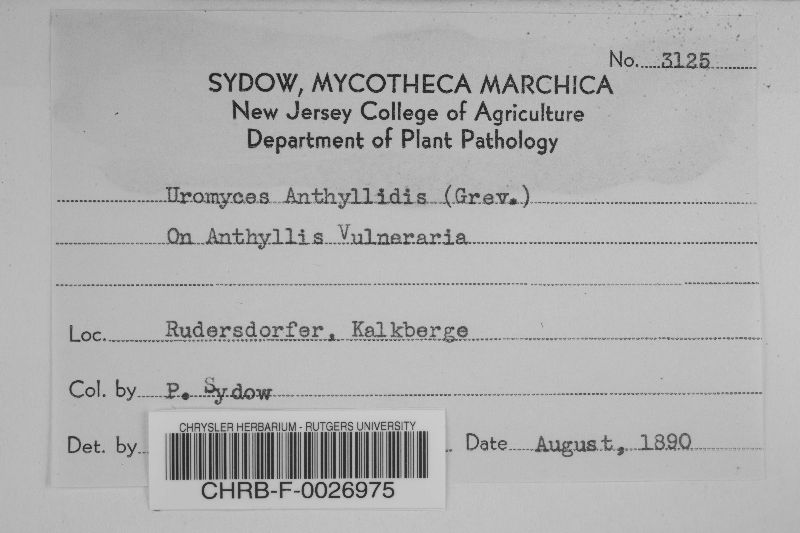 No. 3125
SYDOW, MYCOTHECA MARCHICA
New Jersey College of Agriculture
Department of Plant Pathology
Uromyces Anthyllidis (Grev.)
On Anthyllis Vulneraria
Loc. Rudersdorfer, Kalkberge
Col. by P. Sydow
Det. by Date August, 1890
CHRYSLER HERBARIUM - RUTGERS UNIVERSITY
CHRB-F-0026975